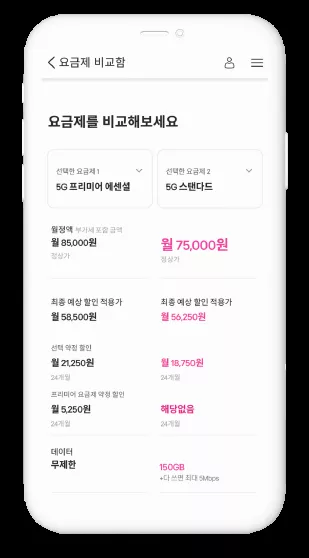 요금제 비교함
요금제를 비교해보세요
선택한 요금제 1
5G 프리미어 에센셜
선택한 요금제 2
5G 스탠다드
월정액 부가세 포함 금액
월 85,000원
정상가
월 75,000원
정상가
최종 예상 할인 적용가
월 58,500원
최종 예상 할인 적용가
월 56,250원
선택 약정 할인
월 21,250원
24개월
월 18,750원
24개월
프리미어 요금제 약정 할인
월 5,250원
24개월
해당없음
24개월
데이터
무제한
150GB
+다 쓰면 최대 5Mbps